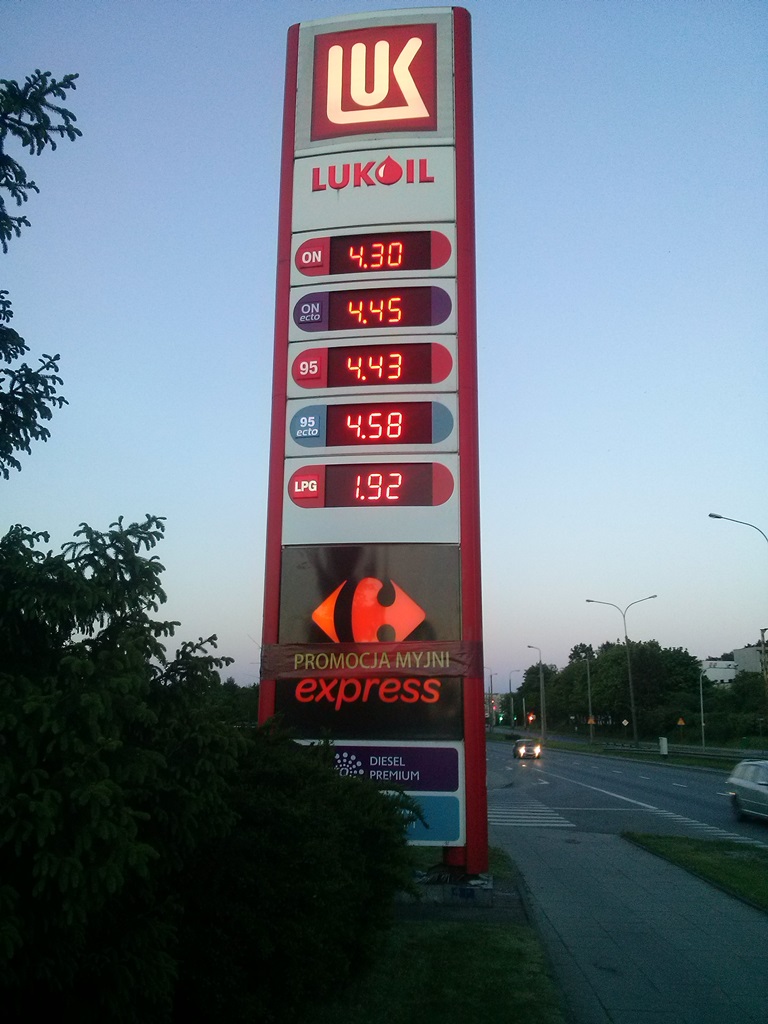 LUK
LUKOIL
ON 4.30
ON ecto 4.45
95 4.43
95 ecto 4.58
LPG 1.92
PROMOCJA MYJNI
express
DIESEL
PREMIUM